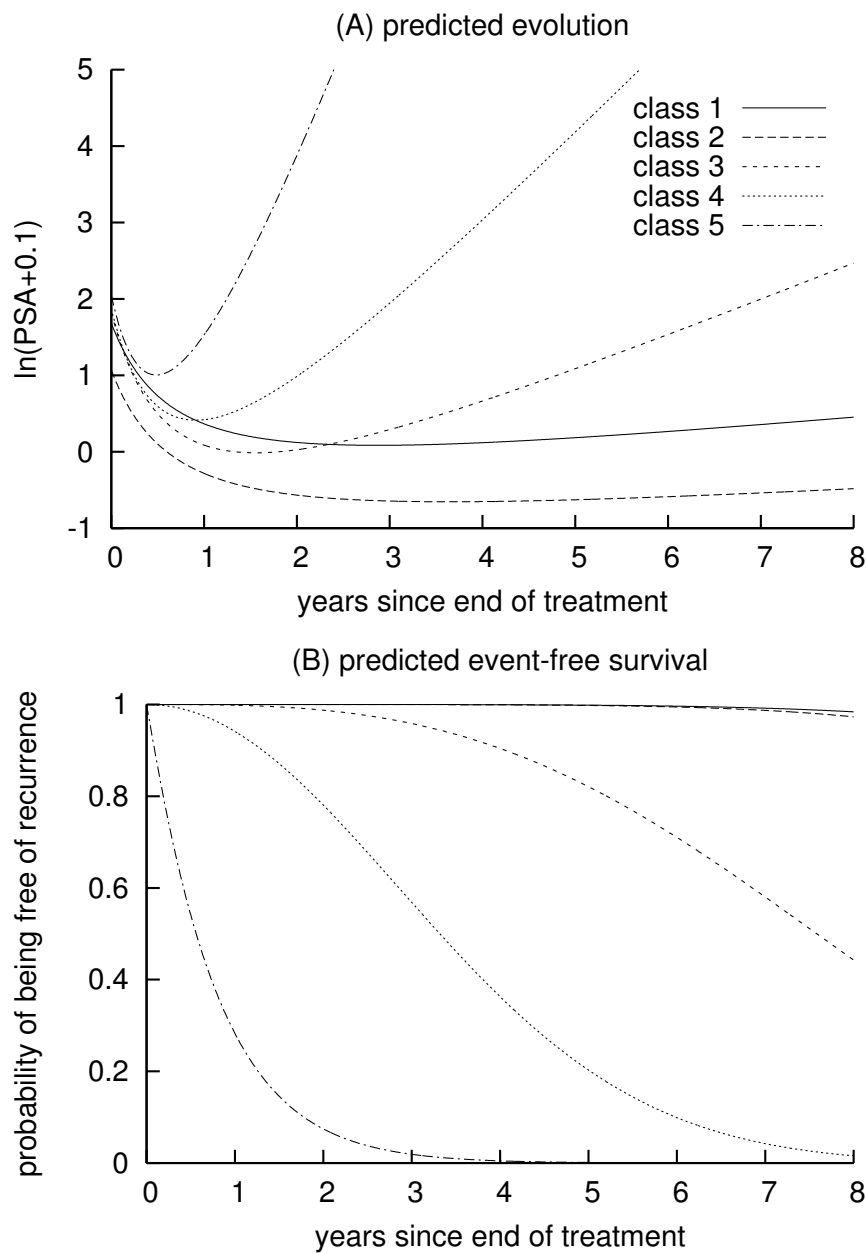 (A) predicted evolution
5
4
3
2
1
0
-1
ln(PSA+0.1)
class 1
class 2
class 3
class 4
class 5
0 1 2 3 4 5 6 7 8
years since end of treatment
(B) predicted event-free survival
1
0.8
0.6
0.4
0.2
0
probability of being free of recurrence
0 1 2 3 4 5 6 7 8
years since end of treatment